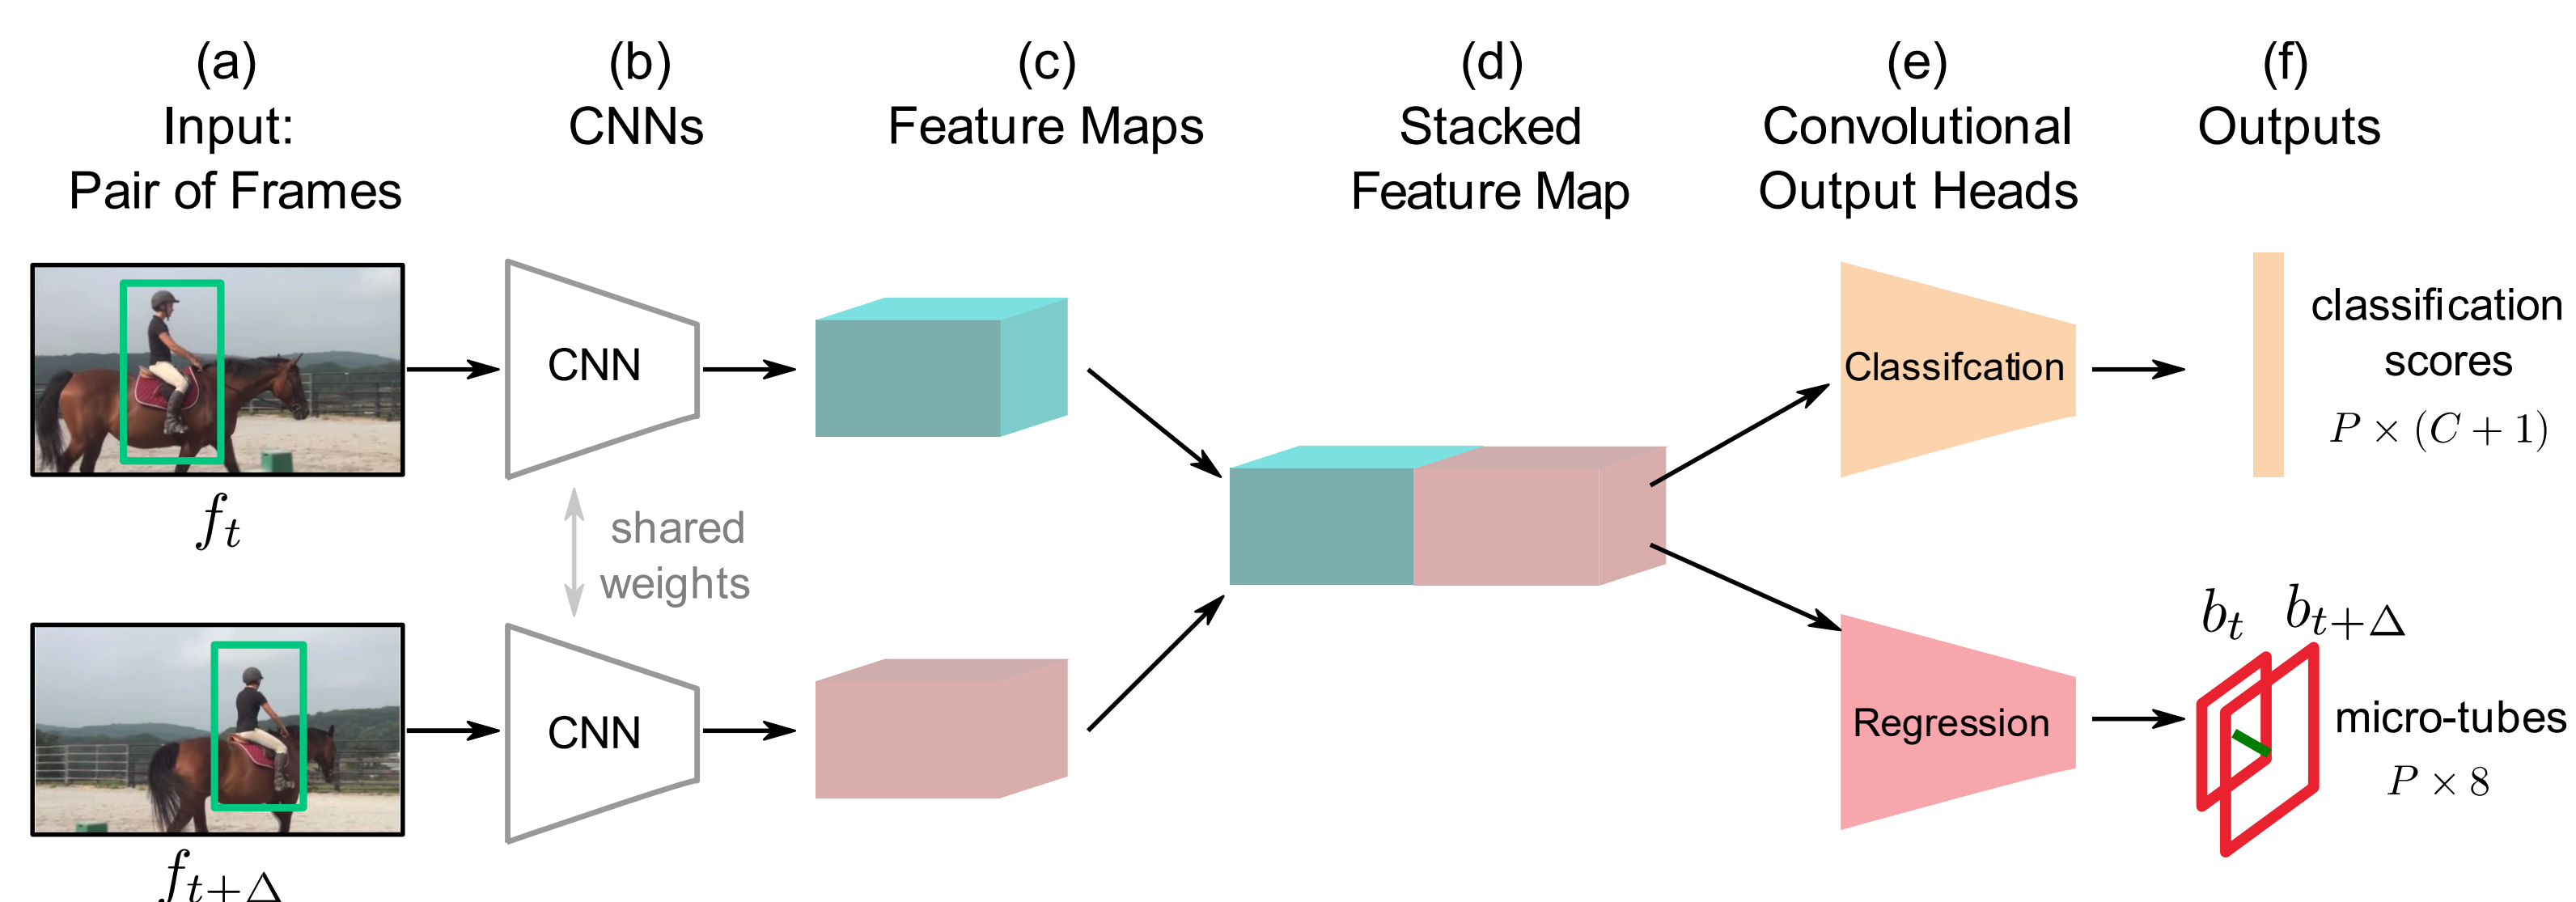 (a)
Input:
Pair of Frames
(b)
CNNs
(c)
Feature Maps
(d)
Stacked
Feature Map
(e)
Convolutional
Output Heads
(f)
Outputs
f_t
f_{t+Δ}
CNN
shared
weights
CNN
Classifcation
Regression
classification
scores
P × (C + 1)
b_t
b_{t+Δ}
micro-tubes
P × 8